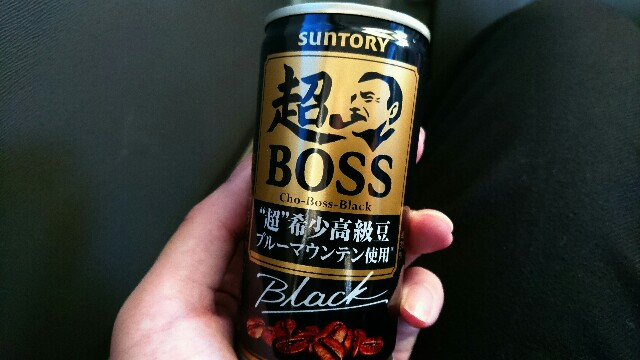 SUNTORY
超
BOSS
Cho-Boss-Black
“超”希少高級豆
ブルーマウンテン使用*
Black